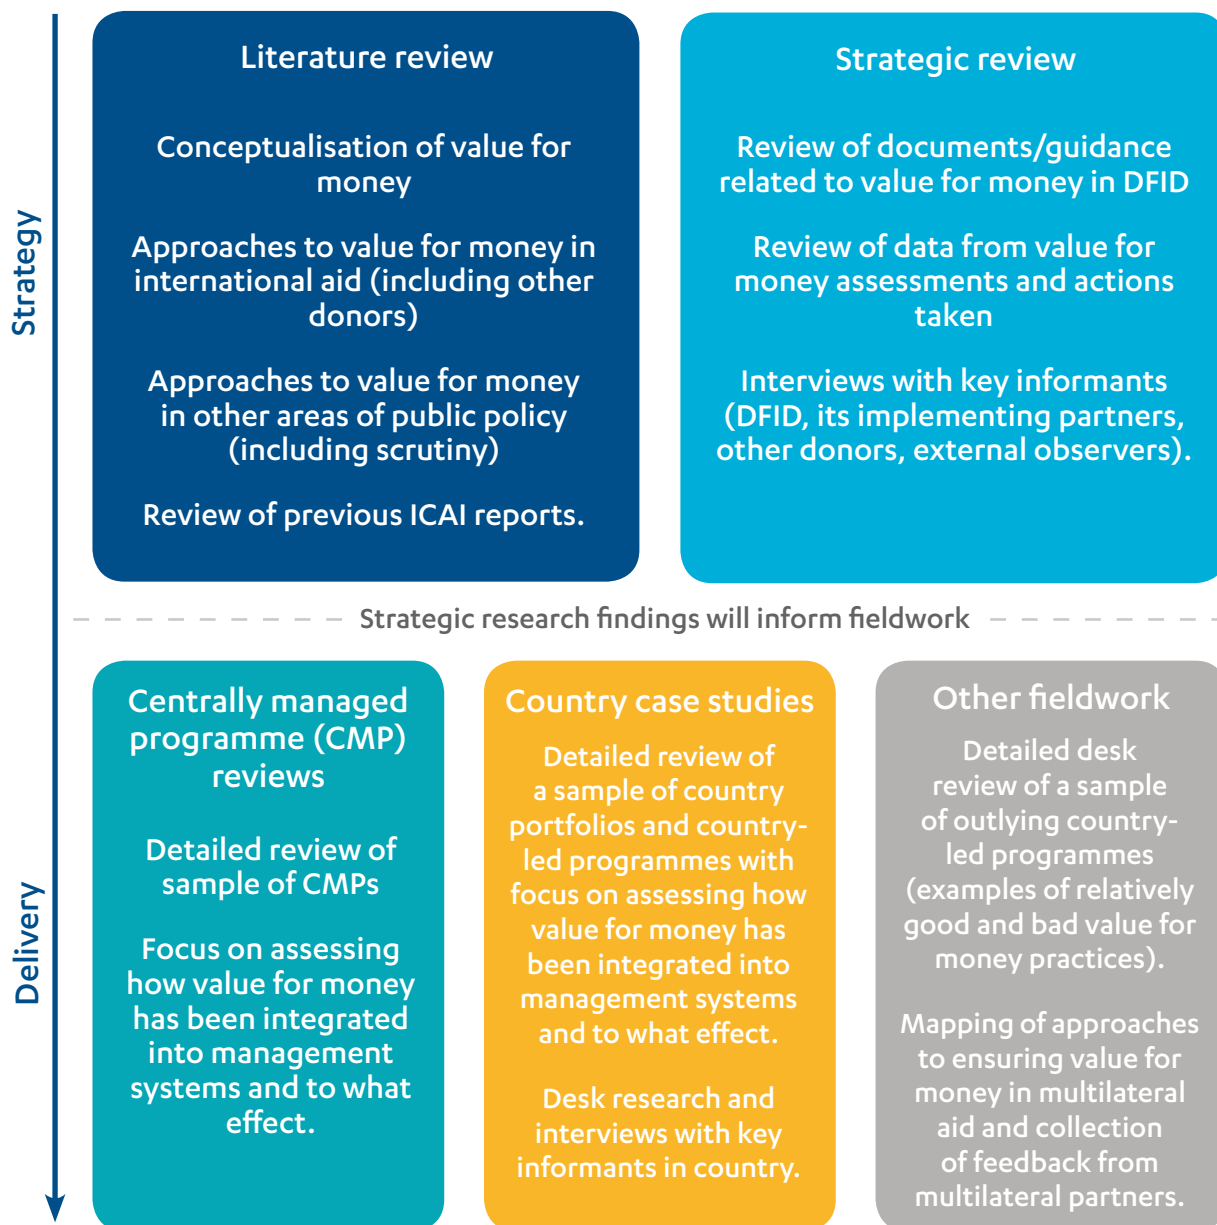 Strategy
Literature review
Conceptualisation of value for
money
Approaches to value for money in
international aid (including other
donors)
Approaches to value for money
in other areas of public policy
(including scrutiny)
Review of previous ICAI reports.
Strategic review
Review of documents/guidance
related to value for money in DFID
Review of data from value for
money assessments and actions
taken
Interviews with key informants
(DFID, its implementing partners,
other donors, external observers).
Strategic research findings will inform fieldwork
Delivery
Centrally managed
programme (CMP)
reviews
Detailed review of
sample of CMPs
Focus on assessing
how value for money
has been integrated
into management
systems and to what
effect.
Country case studies
Detailed review of
a sample of country
portfolios and country-
led programmes with
focus on assessing how
value for money has
been integrated into
management systems
and to what effect.
Desk research and
interviews with key
informants in country.
Other fieldwork
Detailed desk
review of a sample
of outlying country-
led programmes
(examples of relatively
good and bad value for
money practices).
Mapping of approaches
to ensuring value for
money in multilateral
aid and collection
of feedback from
multilateral partners.